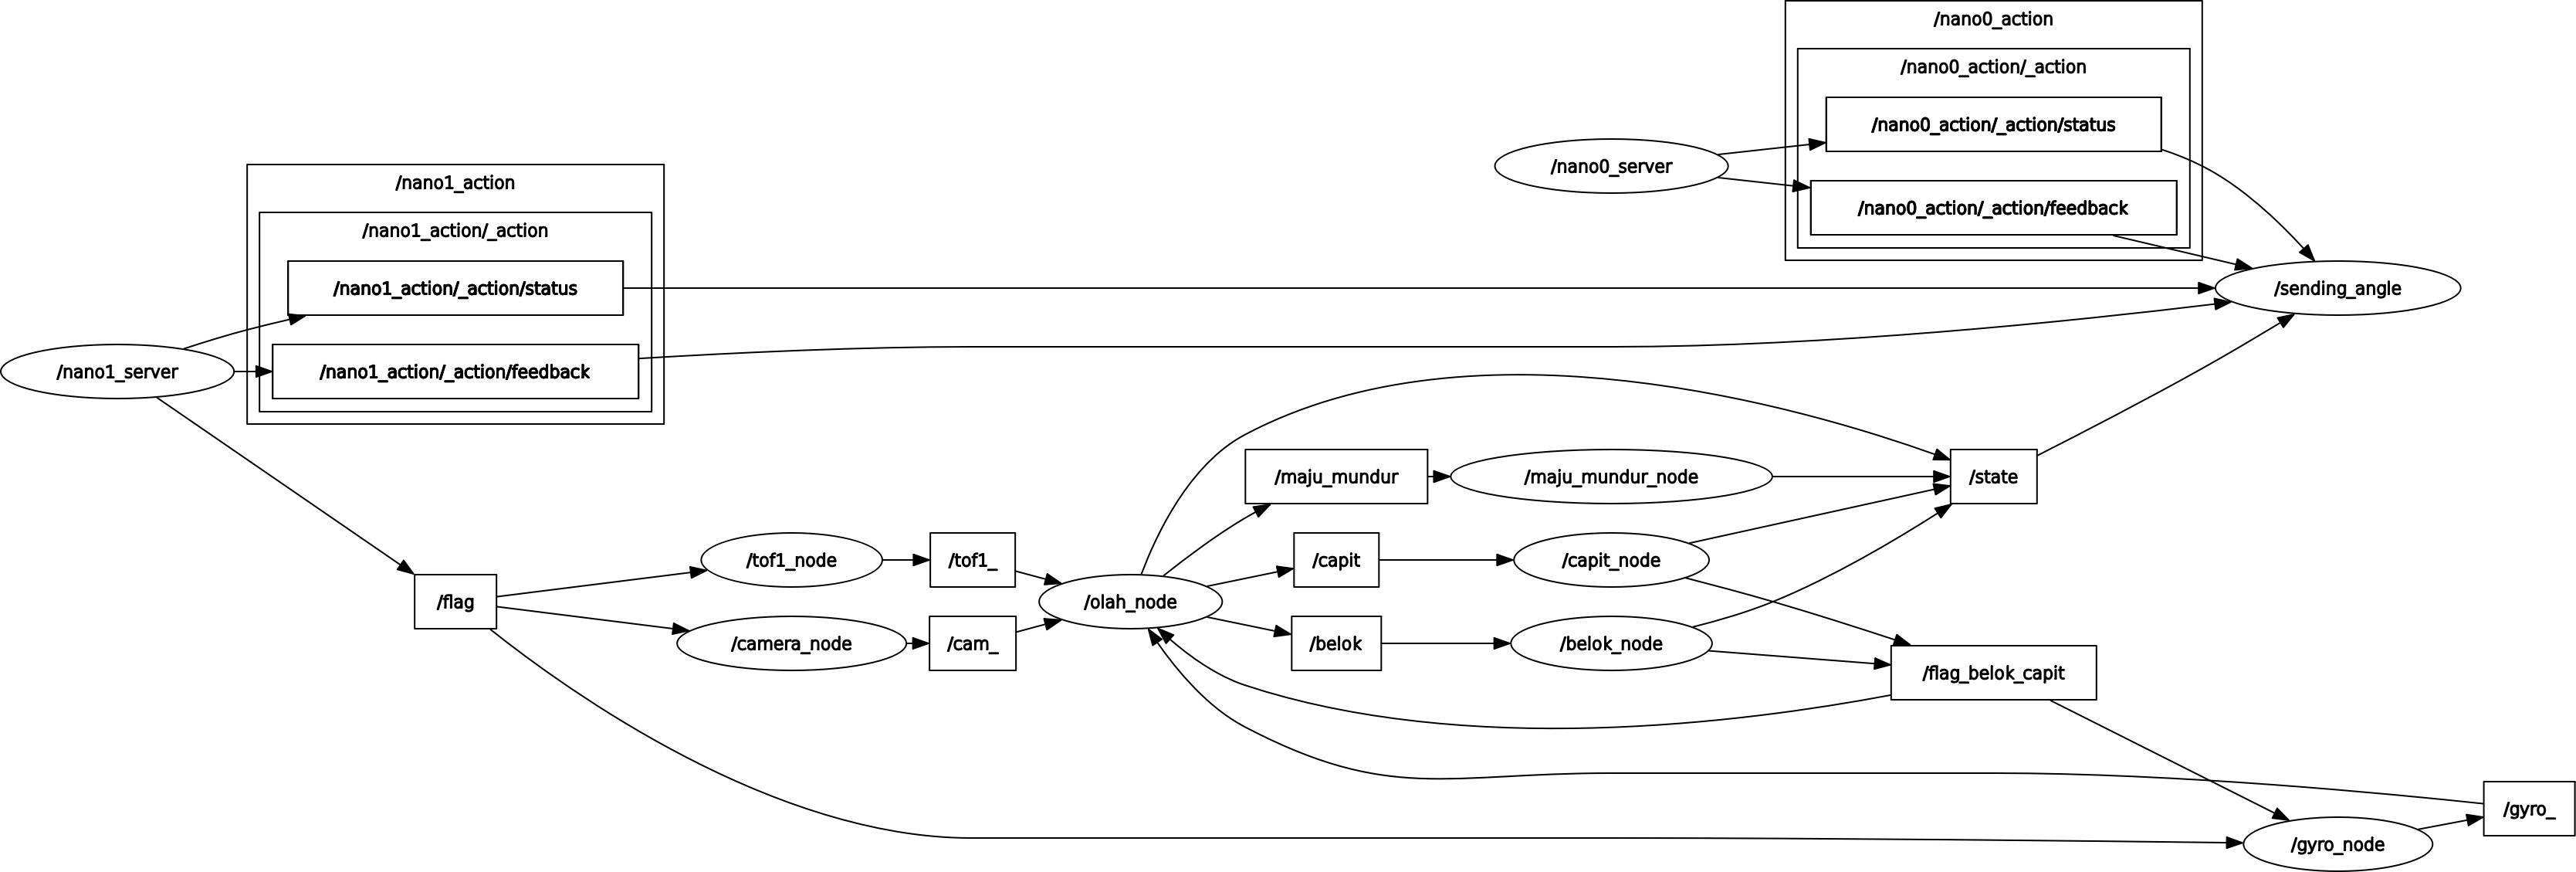 /nano0_action
/nano0_action/_action
/nano0_action/_action/status
/nano0_server
/nano0_action/_action/feedback
/nano1_action
/nano1_action/_action
/nano1_action/_action/status
/sending_angle
/nano1_server
/nano1_action/_action/feedback
/maju_mundur
/maju_mundur_node
/state
/tof1_node
/tof1_
/capit
/capit_node
/flag
/olah_node
/camera_node
/cam_
/belok
/belok_node
/flag_belok_capit
/gyro_
/gyro_node